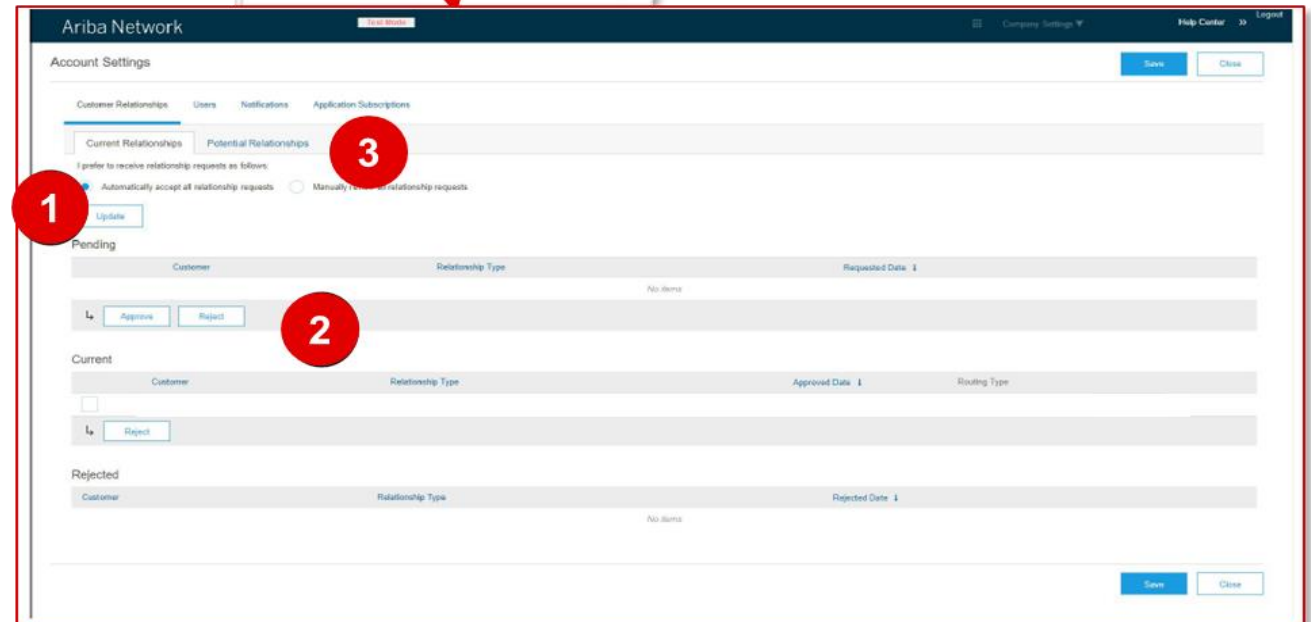 Ariba Network Test Mode Company Settings ▼ Help Center » Logout
Account Settings Save Close
Customer Relationships Users Notifications Application Subscriptions
Current Relationships Potential Relationships
3
I prefer to receive relationship requests as follows:
Automatically accept all relationship requests Manually all relationship requests
1
Update
Pending
Customer Relationship Type Requested Date ↓
No items
Approve Reject
2
Current
Customer Relationship Type Approved Date ↓ Routing Type
Reject
Rejected
Customer Relationship Type Rejected Date ↓
No items
Save Close